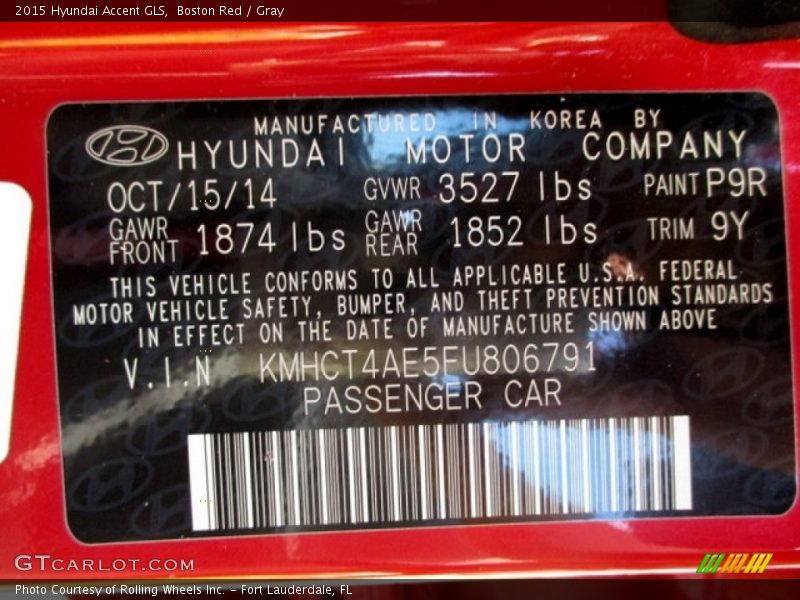 2015 Hyundai Accent GLS, Boston Red / Gray
MANUFACTURED IN KOREA BY
HYUNDAI MOTOR COMPANY
OCT/15/14 GVWR 3527 lbs PAINT P9R
GAWR FRONT 1874 lbs GAWR REAR 1852 lbs TRIM 9Y
THIS VEHICLE CONFORMS TO ALL APPLICABLE U.S.A. FEDERAL
MOTOR VEHICLE SAFETY, BUMPER, AND THEFT PREVENTION STANDARDS
IN EFFECT ON THE DATE OF MANUFACTURE SHOWN ABOVE
V.I.N KMHCT4AE5FU806791
PASSENGER CAR
GTCARLOT.COM
Photo Courtesy of Rolling Wheels Inc. - Fort Lauderdale, FL